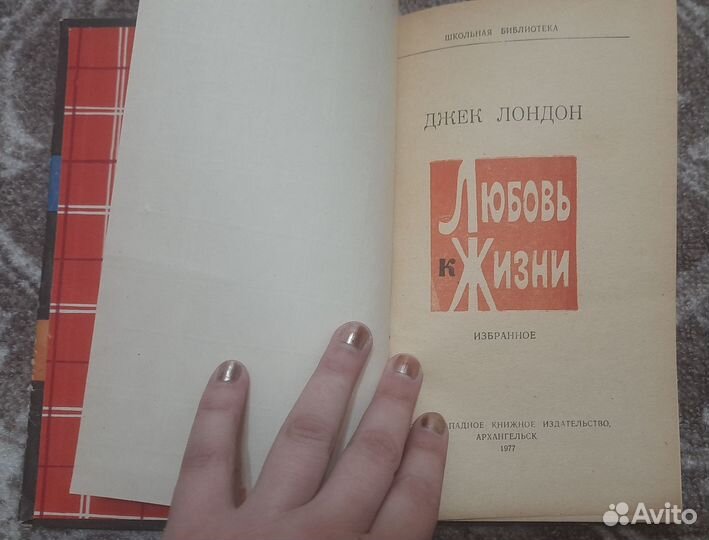 ШКОЛЬНАЯ БИБЛИОТЕКА
ДЖЕК ЛОНДОН
ЛЮБОВЬ
К ЖИЗНИ
ИЗБРАННОЕ
КНИЖНОЕ ИЗДАТЕЛЬСТВО,
АРХАНГЕЛЬСК
1977
Avito